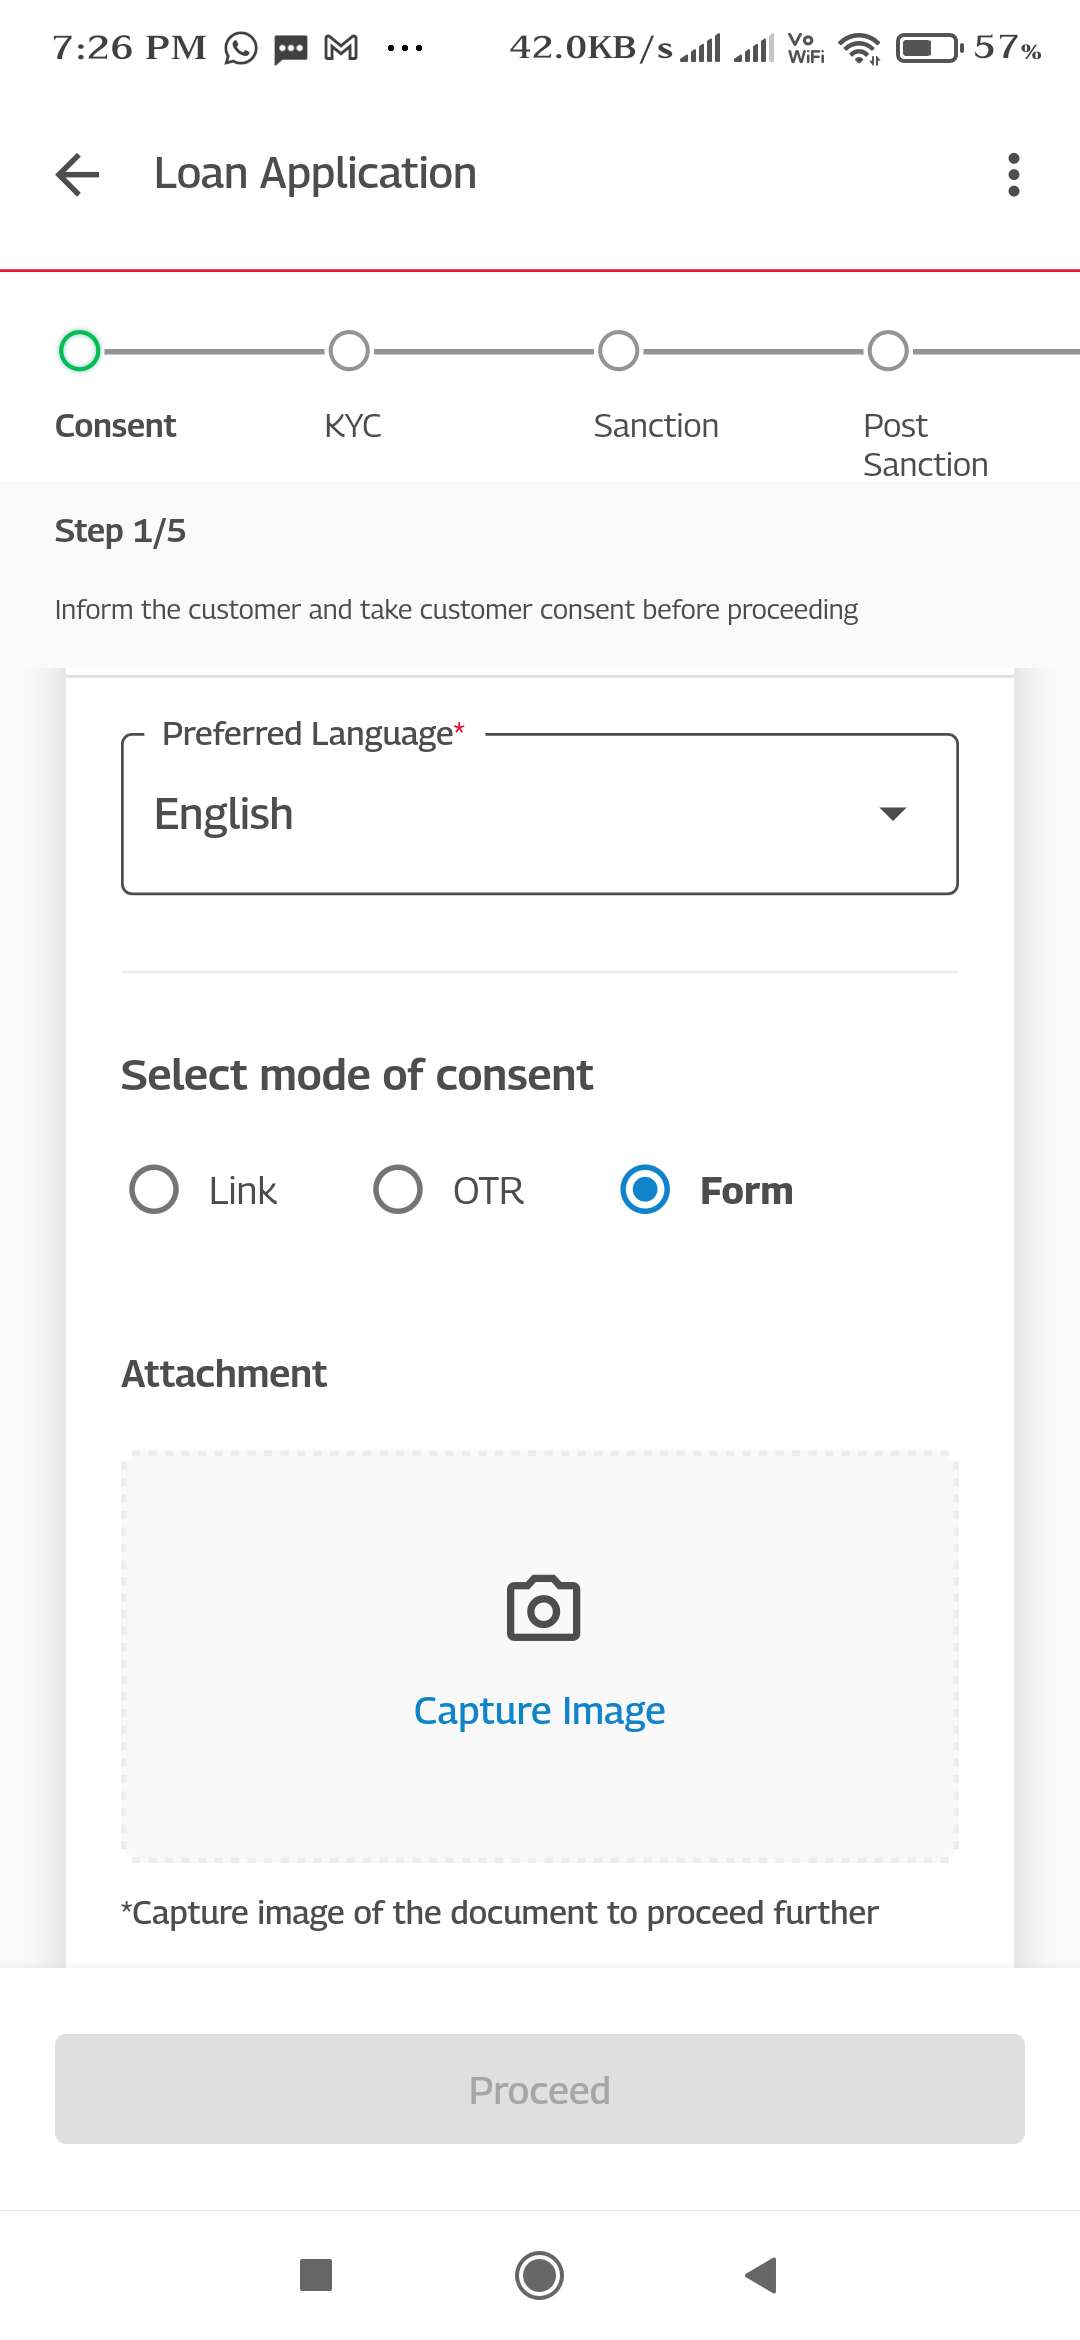 7:26 PM 42.0KB/s Vo WiFi 57%
Loan Application
Consent KYC Sanction Post Sanction
Step 1/5
Inform the customer and take customer consent before proceeding
Preferred Language*
English
Select mode of consent
Link OTR Form
Attachment
Capture Image
*Capture image of the document to proceed further
Proceed